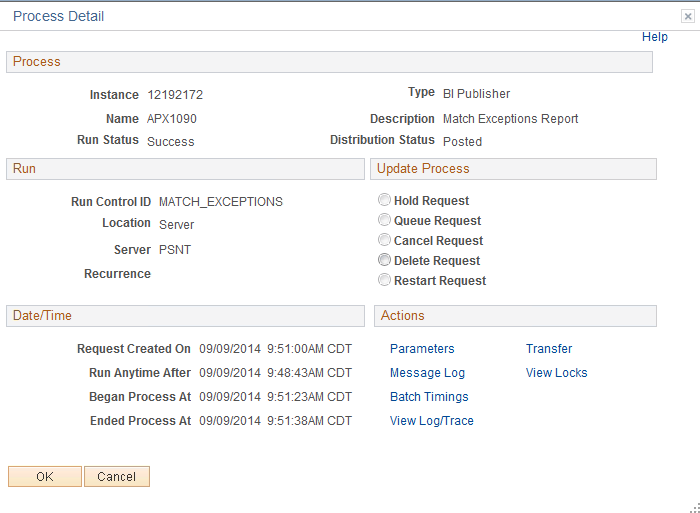 Process Detail
Help
Process
Instance 12192172 Type BI Publisher
Name APX1090 Description Match Exceptions Report
Run Status Success Distribution Status Posted
Run Update Process
Run Control ID MATCH_EXCEPTIONS Hold Request
Location Server Queue Request
Server PSNT Cancel Request
Recurrence Delete Request
Restart Request
Date/Time Actions
Request Created On 09/09/2014 9:51:00AM CDT Parameters Transfer
Run Anytime After 09/09/2014 9:48:43AM CDT Message Log View Locks
Began Process At 09/09/2014 9:51:23AM CDT Batch Timings
Ended Process At 09/09/2014 9:51:38AM CDT View Log/Trace
OK Cancel